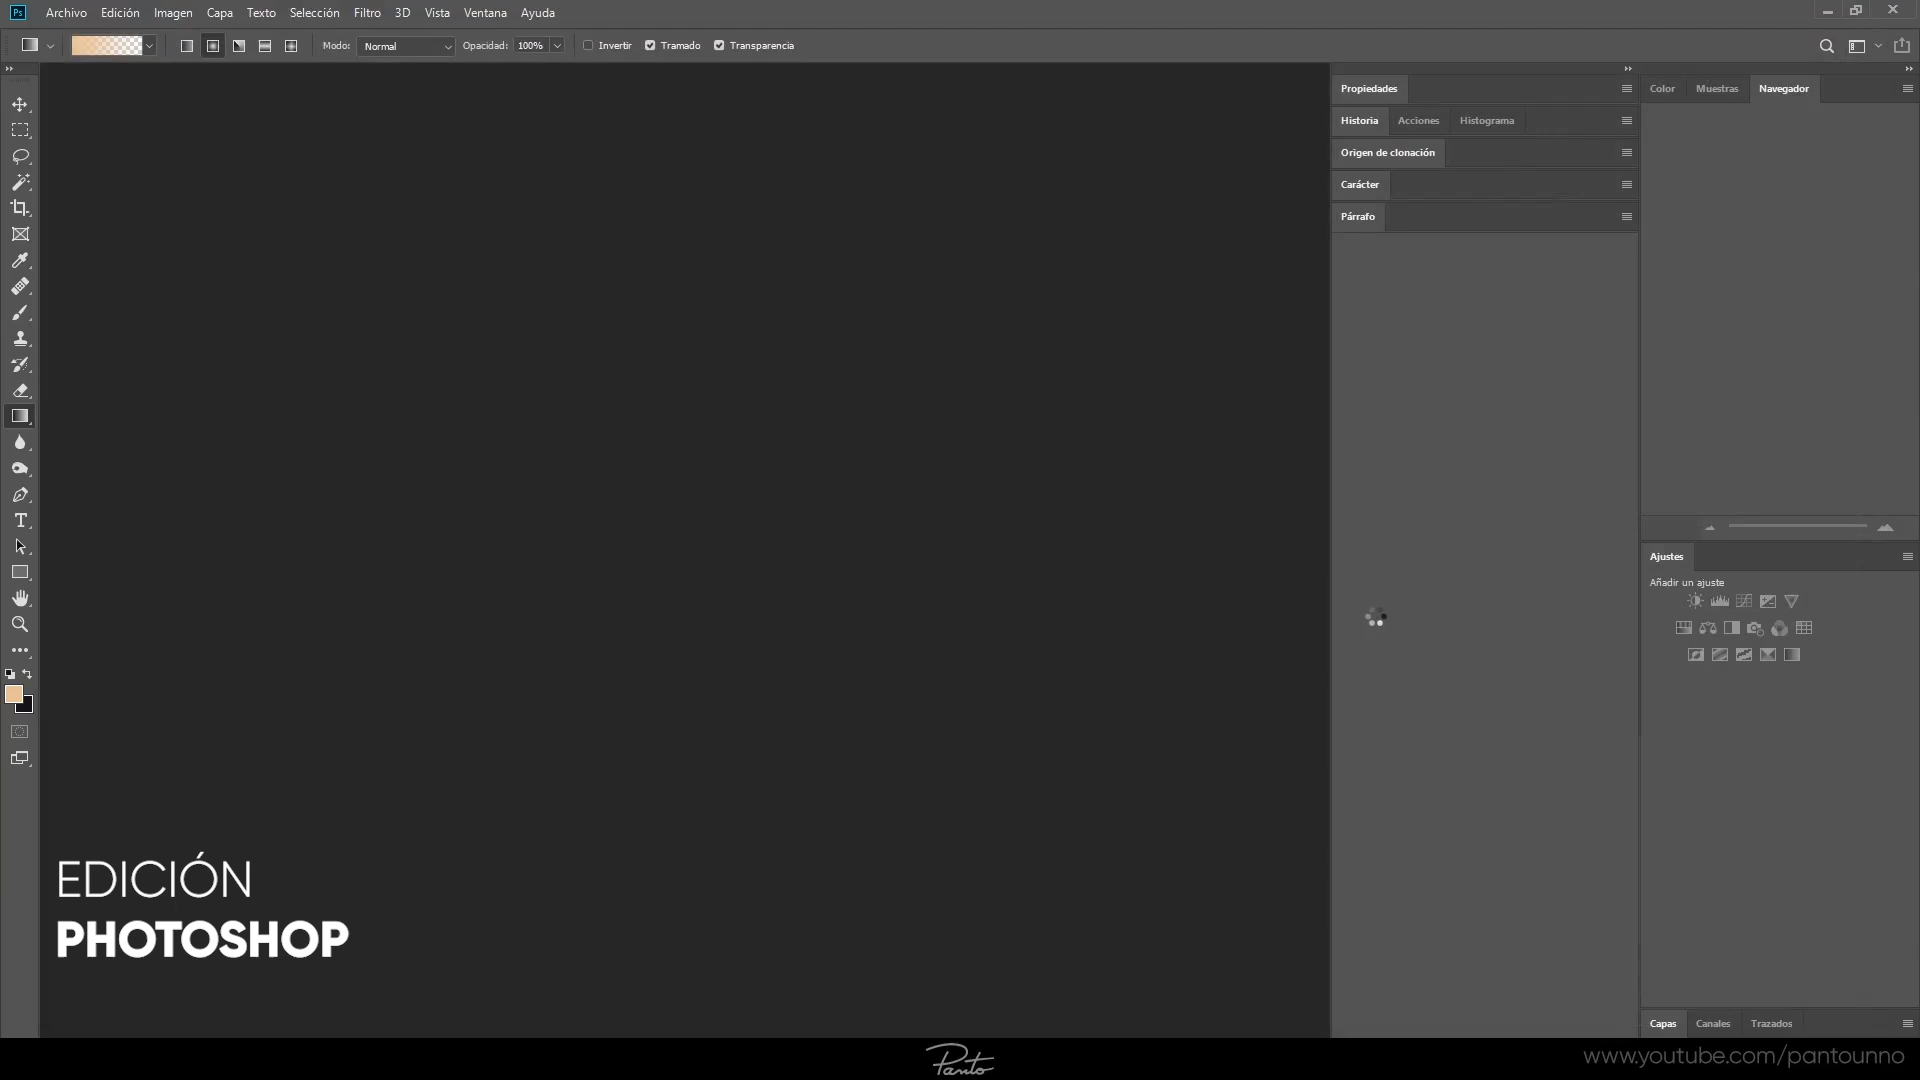 Ps Archivo Edición Imagen Capa Texto Selección Filtro 3D Vista Ventana Ayuda
Modo: Normal Opacidad: 100% Invertir Tramado Transparencia
Propiedades
Historia Acciones Histograma
Origen de clonación
Carácter
Párrafo
Color Muestras Navegador
Ajustes
Añadir un ajuste
Capas Canales Trazados
EDICIÓN
PHOTOSHOP
Panto
www.youtube.com/pantounno